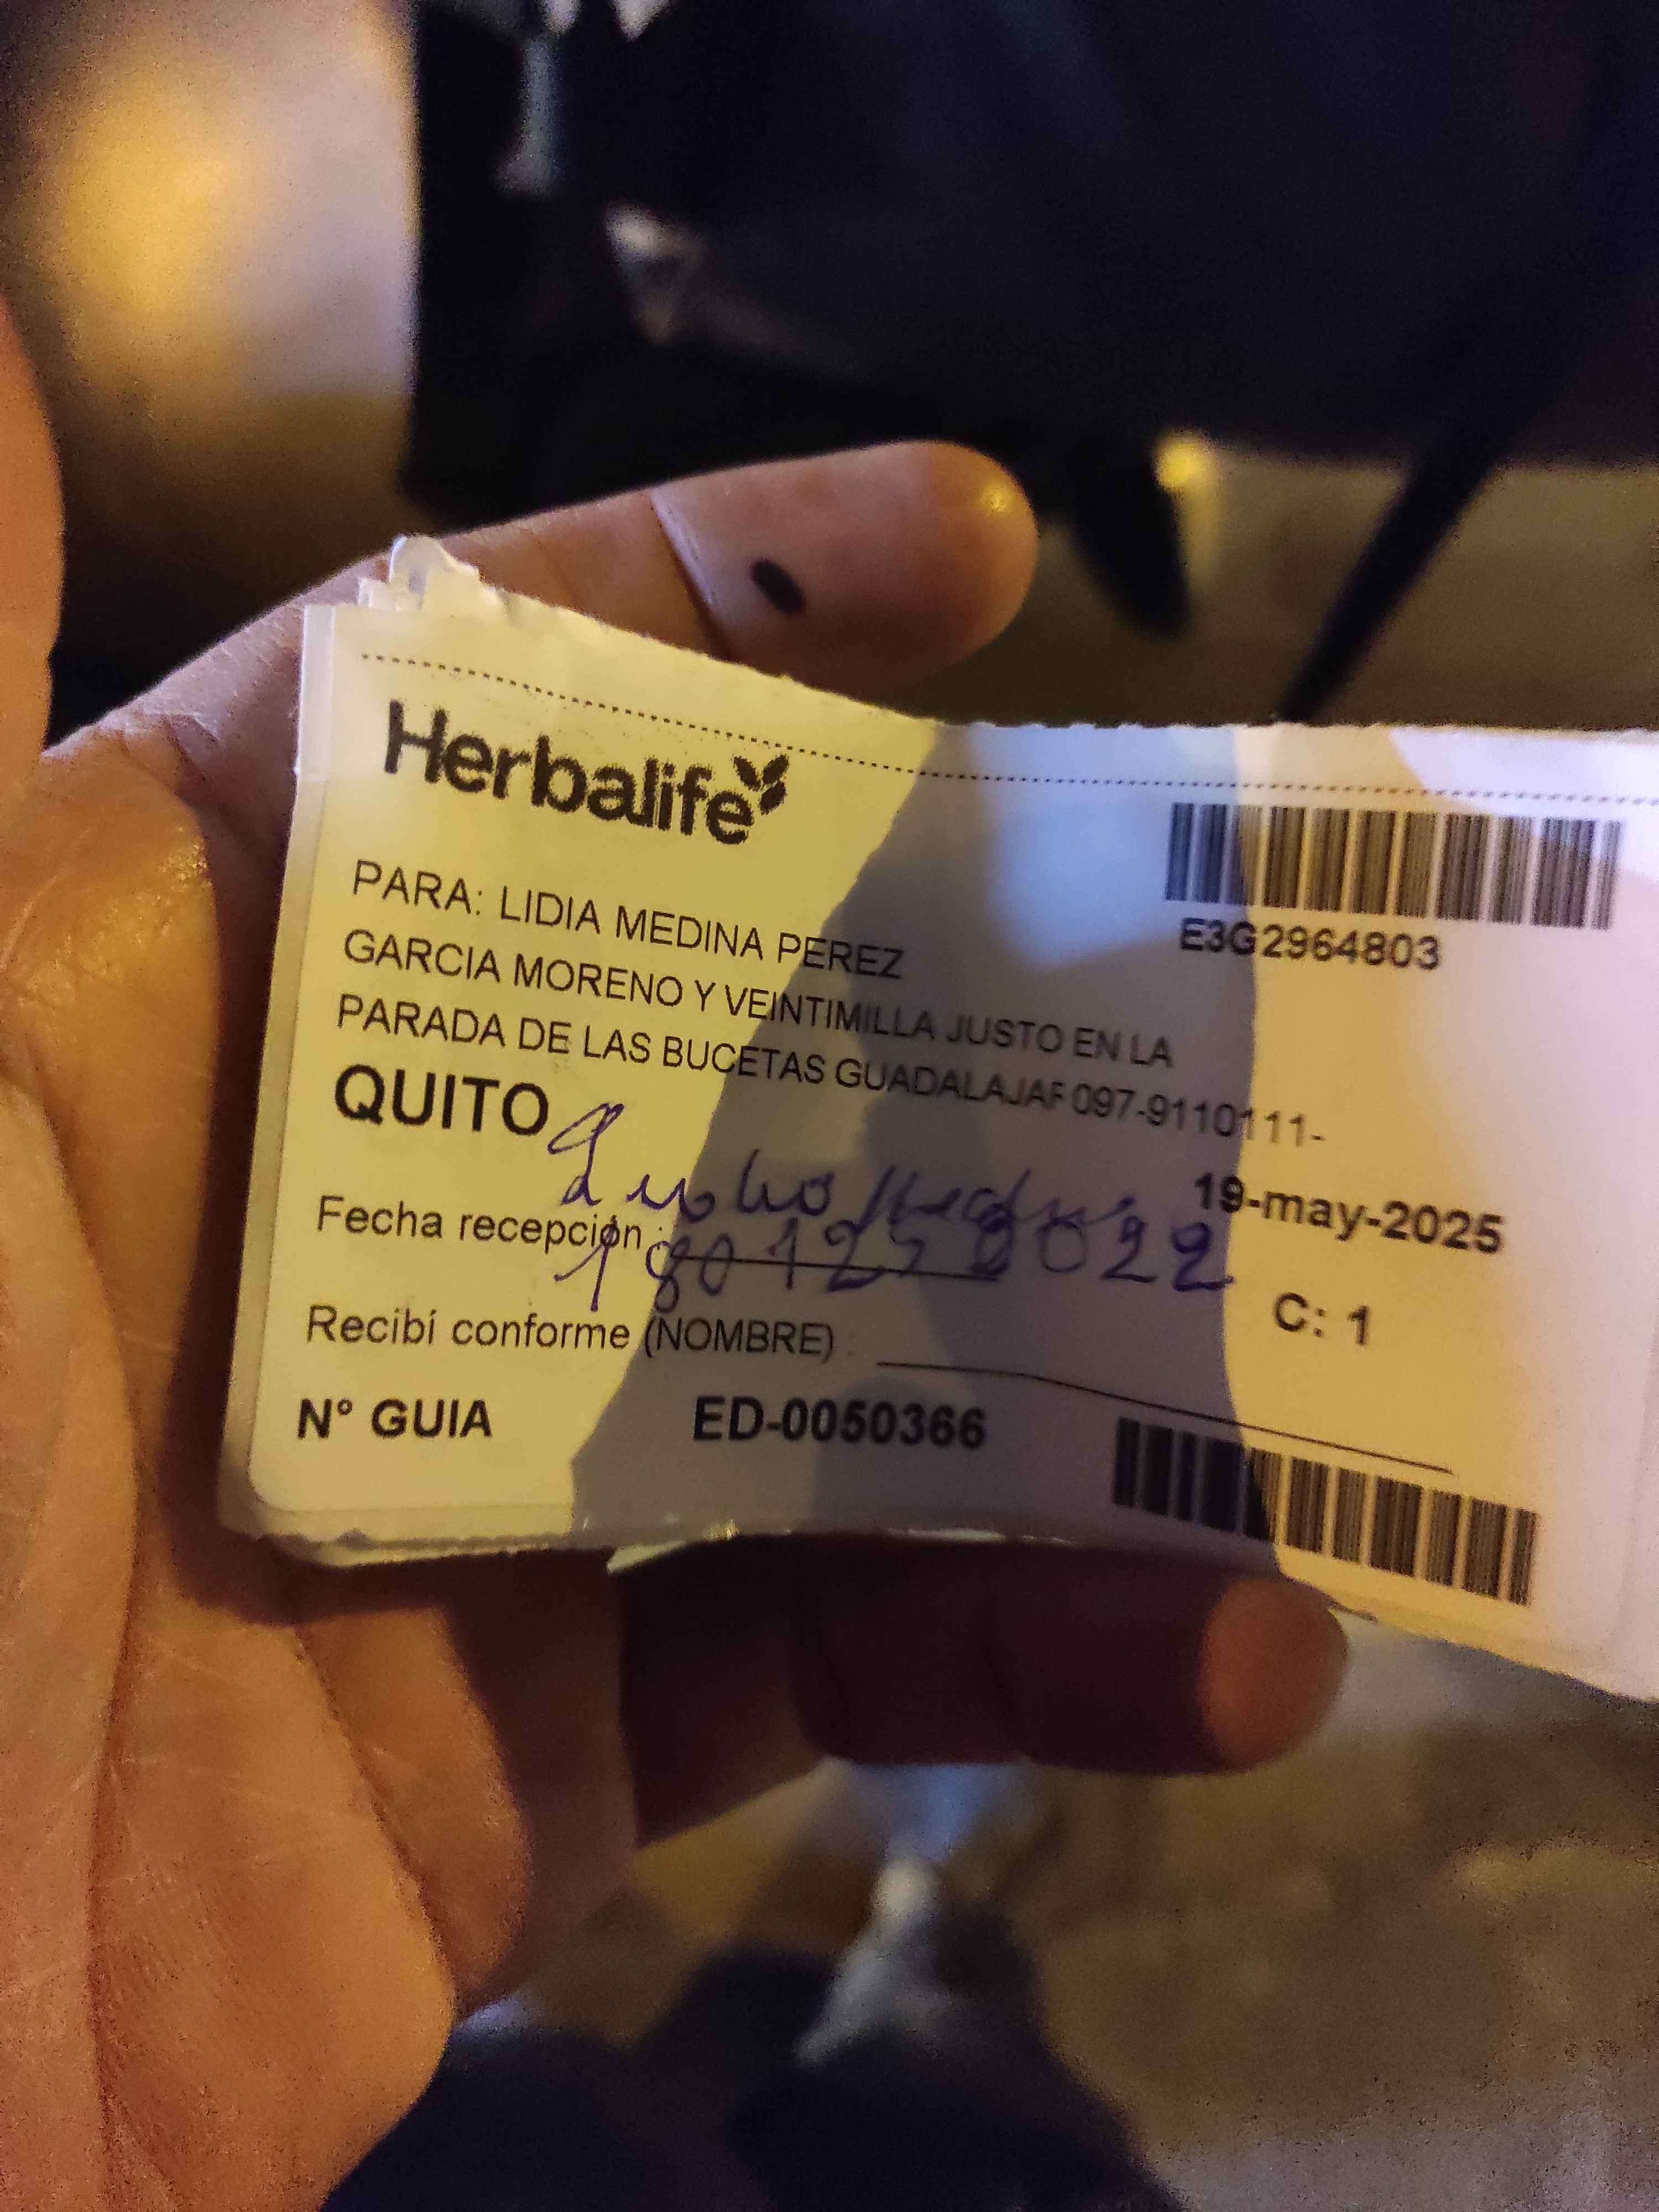 Herbalife
E3G2964803
PARA: LIDIA MEDINA PEREZ
GARCIA MORENO Y VEINTIMILLA JUSTO EN LA
PARADA DE LAS BUCETAS GUADALAJAR 097-9110111-
QUITO
19-may-2025
Fecha recepción :
C: 1
Recibí conforme (NOMBRE) :
N° GUIA ED-0050366